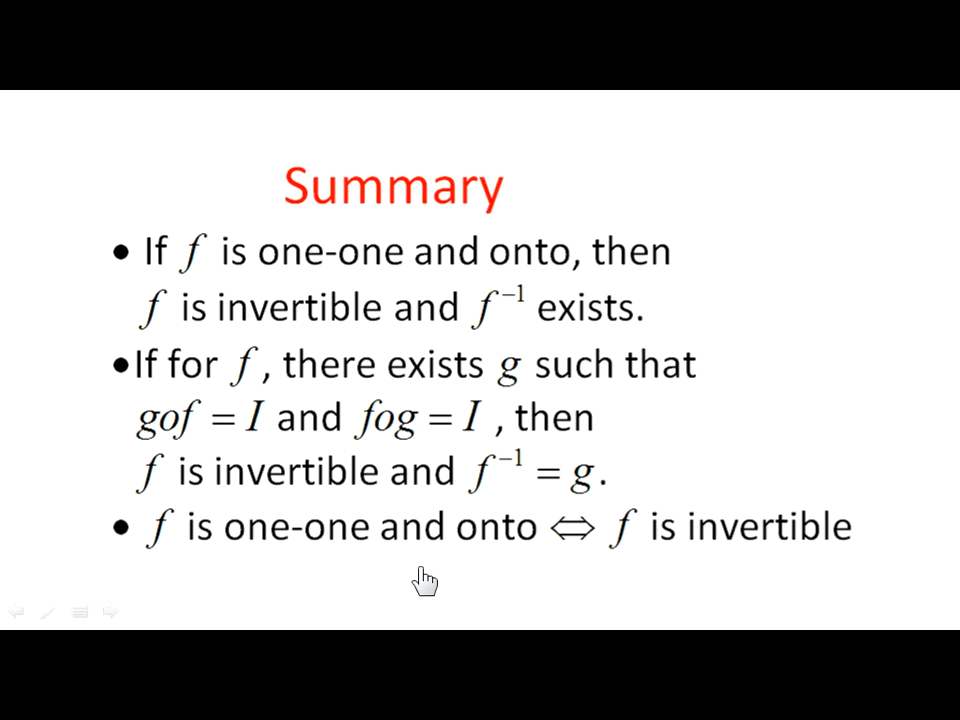 Summary
• If f is one-one and onto, then
f is invertible and f⁻¹ exists.
•If for f, there exists g such that
gof = I and fog = I, then
f is invertible and f⁻¹ = g.
• f is one-one and onto ⇔ f is invertible